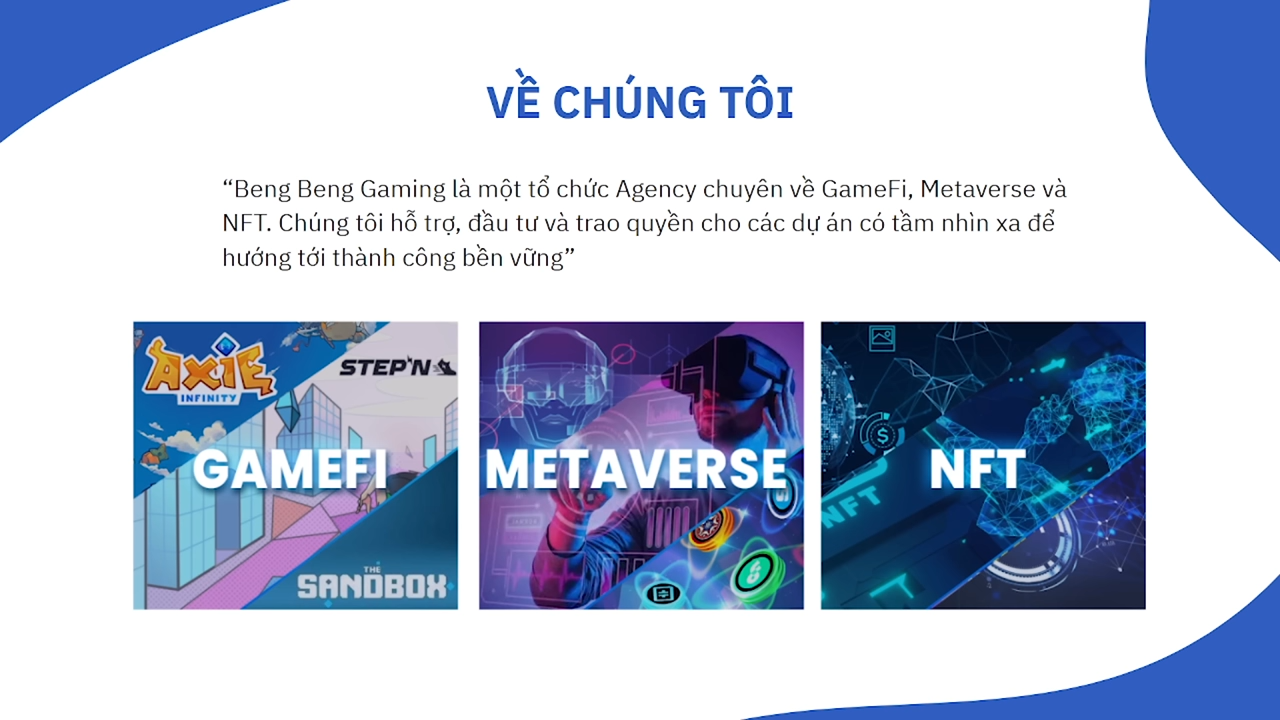 VỀ CHÚNG TÔI
“Beng Beng Gaming là một tổ chức Agency chuyên về GameFi, Metaverse và
NFT. Chúng tôi hỗ trợ, đầu tư và trao quyền cho các dự án có tầm nhìn xa để
hướng tới thành công bền vững”
AXIE
INFINITY
STEP'N
GAMEFI
THE
SANDBOX
METAVERSE
NFT
NFT